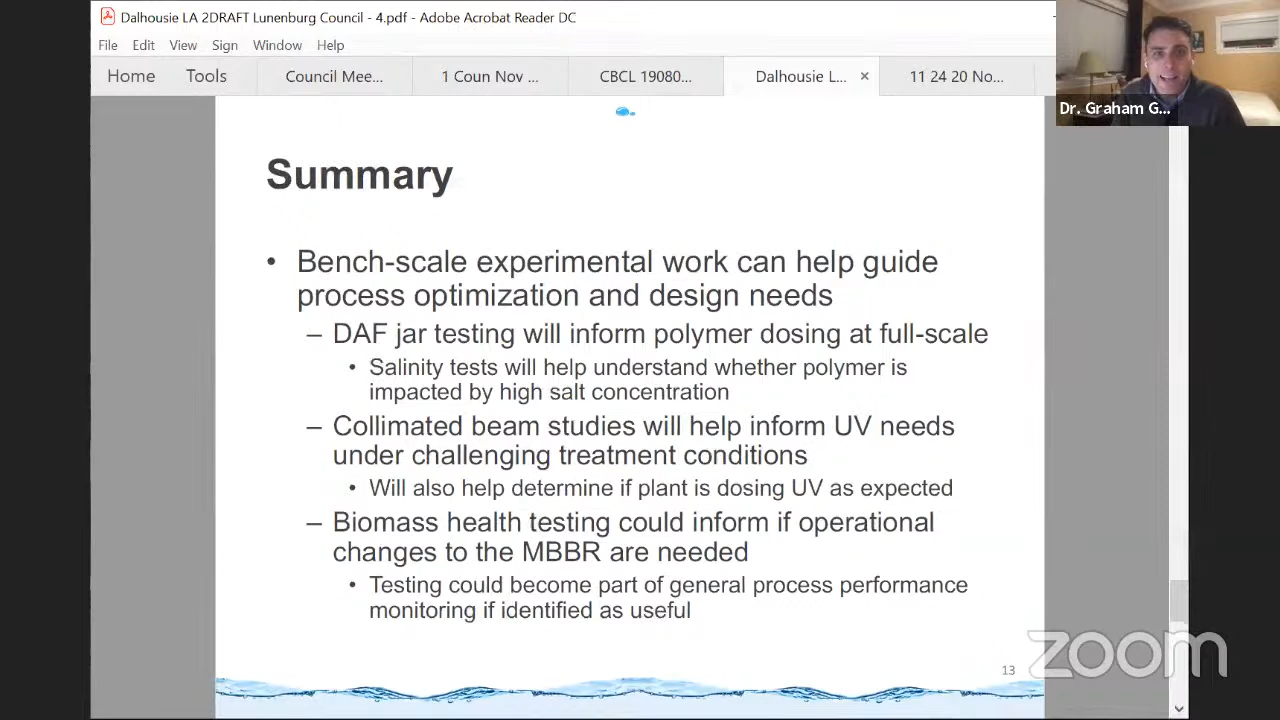 Dalhousie LA 2DRAFT Lunenburg Council - 4.pdf - Adobe Acrobat Reader DC
File Edit View Sign Window Help
Home Tools Council Mee... 1 Coun Nov ... CBCL 19080... Dalhousie L... × 11 24 20 No...
Dr. Graham G...
Summary
• Bench-scale experimental work can help guide
process optimization and design needs
– DAF jar testing will inform polymer dosing at full-scale
• Salinity tests will help understand whether polymer is
impacted by high salt concentration
– Collimated beam studies will help inform UV needs
under challenging treatment conditions
• Will also help determine if plant is dosing UV as expected
– Biomass health testing could inform if operational
changes to the MBBR are needed
• Testing could become part of general process performance
monitoring if identified as useful
13
zoom